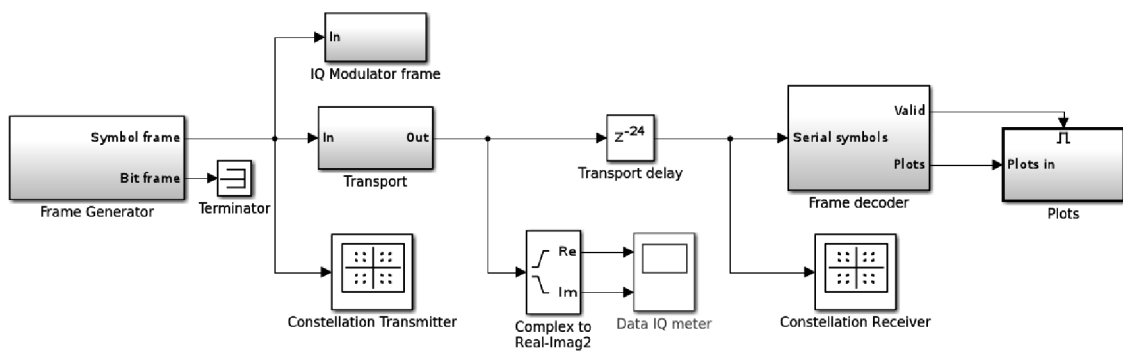 In
IQ Modulator frame
Symbol frame
Bit frame
Frame Generator
Terminator
In
Out
Transport
z-24
Transport delay
Valid
Serial symbols
Plots
Frame decoder
Plots in
Plots
Constellation Transmitter
Re
Im
Complex to
Real-Imag2
Data IQ meter
Constellation Receiver